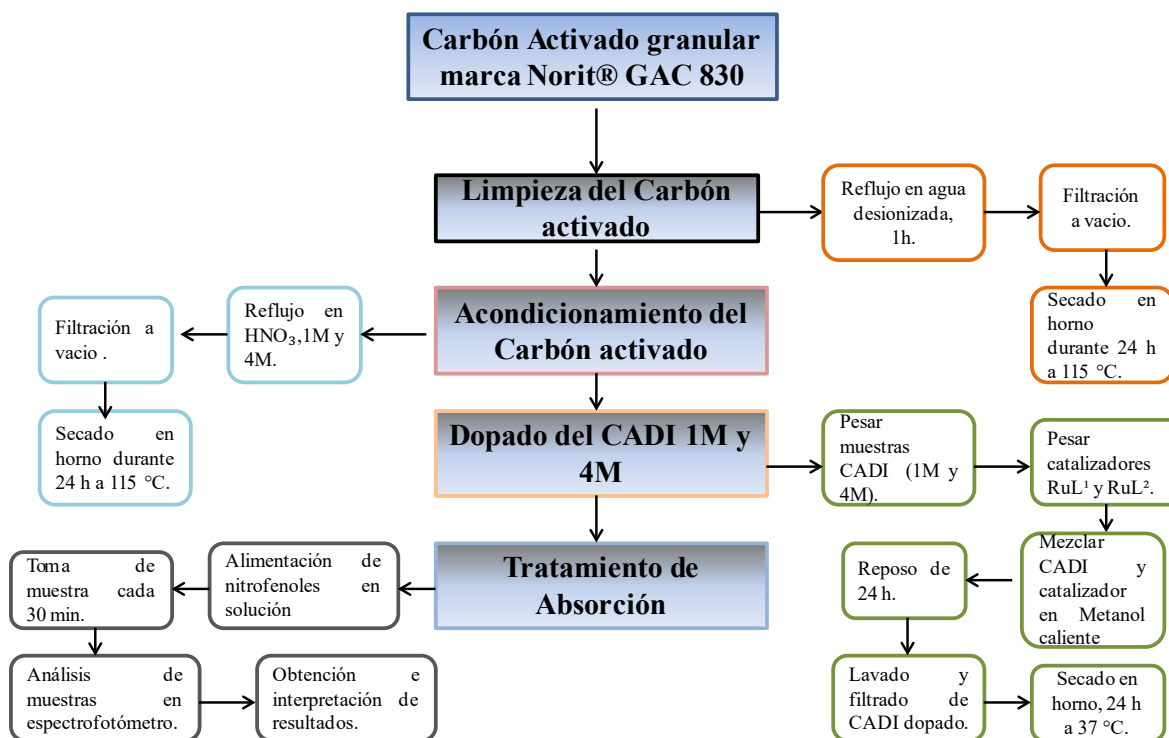 Carbón Activado granular
marca Norit® GAC 830
Limpieza del Carbón
activado
Reflujo en agua
desionizada,
1h.
Filtración
a vacio.
Secado en
horno
durante 24 h
a 115 °C.
Acondicionamiento del
Carbón activado
Reflujo en
HNO₃,1M y
4M.
Filtración a
vacio .
Secado en
horno durante
24 h a 115 °C.
Dopado del CADI 1M y
4M
Pesar
muestras
CADI (1M y
4M).
Pesar
catalizadores
RuL¹ y RuL².
Mezclar
CADI y
catalizador
en Metanol
caliente
Reposo de
24 h.
Lavado y
filtrado de
CADI dopado.
Secado en
horno, 24 h
a 37 °C.
Tratamiento de
Absorción
Alimentación de
nitrofenoles en
solución
Toma de
muestra cada
30 min.
Análisis de
muestras en
espectrofotómetro.
Obtención e
interpretación de
resultados.